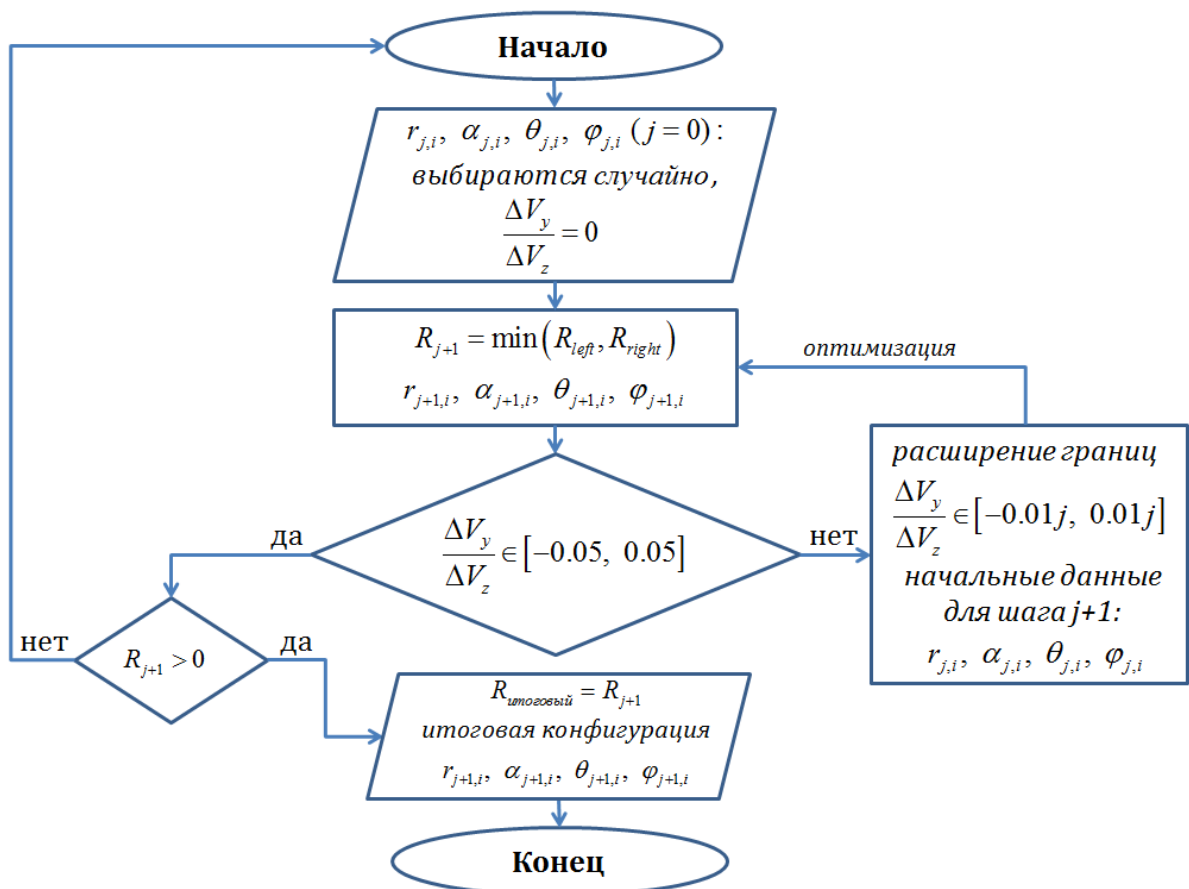 Начало
r_{j,i}, α_{j,i}, θ_{j,i}, φ_{j,i} (j = 0) :
выбираются случайно,
ΔV_y / ΔV_z = 0
R_{j+1} = min(R_{left}, R_{right})
r_{j+1,i}, α_{j+1,i}, θ_{j+1,i}, φ_{j+1,i}
оптимизация
расширение границ
ΔV_y / ΔV_z ∈ [−0.01j, 0.01j]
начальные данные
для шага j+1:
r_{j,i}, α_{j,i}, θ_{j,i}, φ_{j,i}
да
ΔV_y / ΔV_z ∈ [−0.05, 0.05]
нет
нет
R_{j+1} > 0
да
R_{итоговый} = R_{j+1}
итоговая конфигурация
r_{j+1,i}, α_{j+1,i}, θ_{j+1,i}, φ_{j+1,i}
Конец